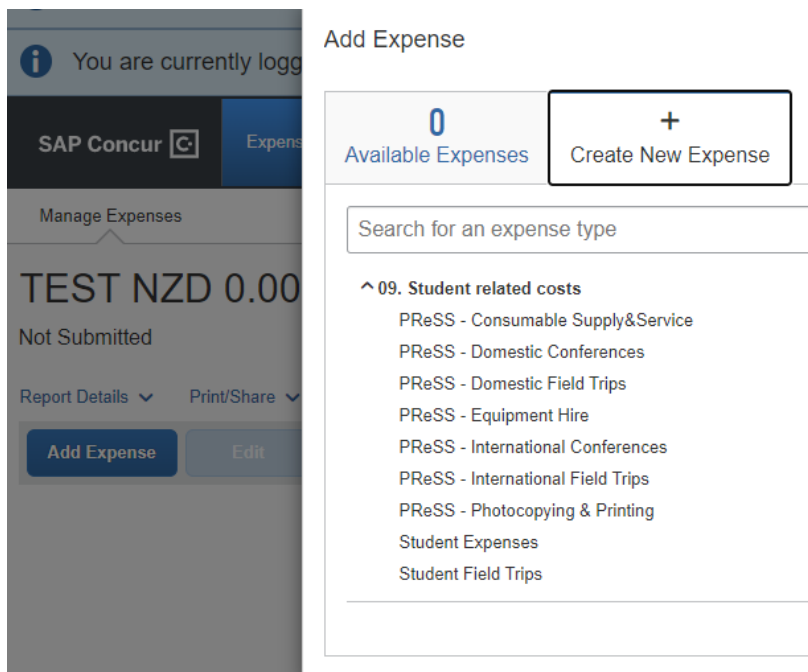 You are currently logg
SAP Concur
Expens
Manage Expenses
TEST NZD 0.00
Not Submitted
Report Details
Print/Share
Add Expense
Edit
Add Expense
0
Available Expenses
+
Create New Expense
Search for an expense type
09. Student related costs
PReSS - Consumable Supply&Service
PReSS - Domestic Conferences
PReSS - Domestic Field Trips
PReSS - Equipment Hire
PReSS - International Conferences
PReSS - International Field Trips
PReSS - Photocopying & Printing
Student Expenses
Student Field Trips